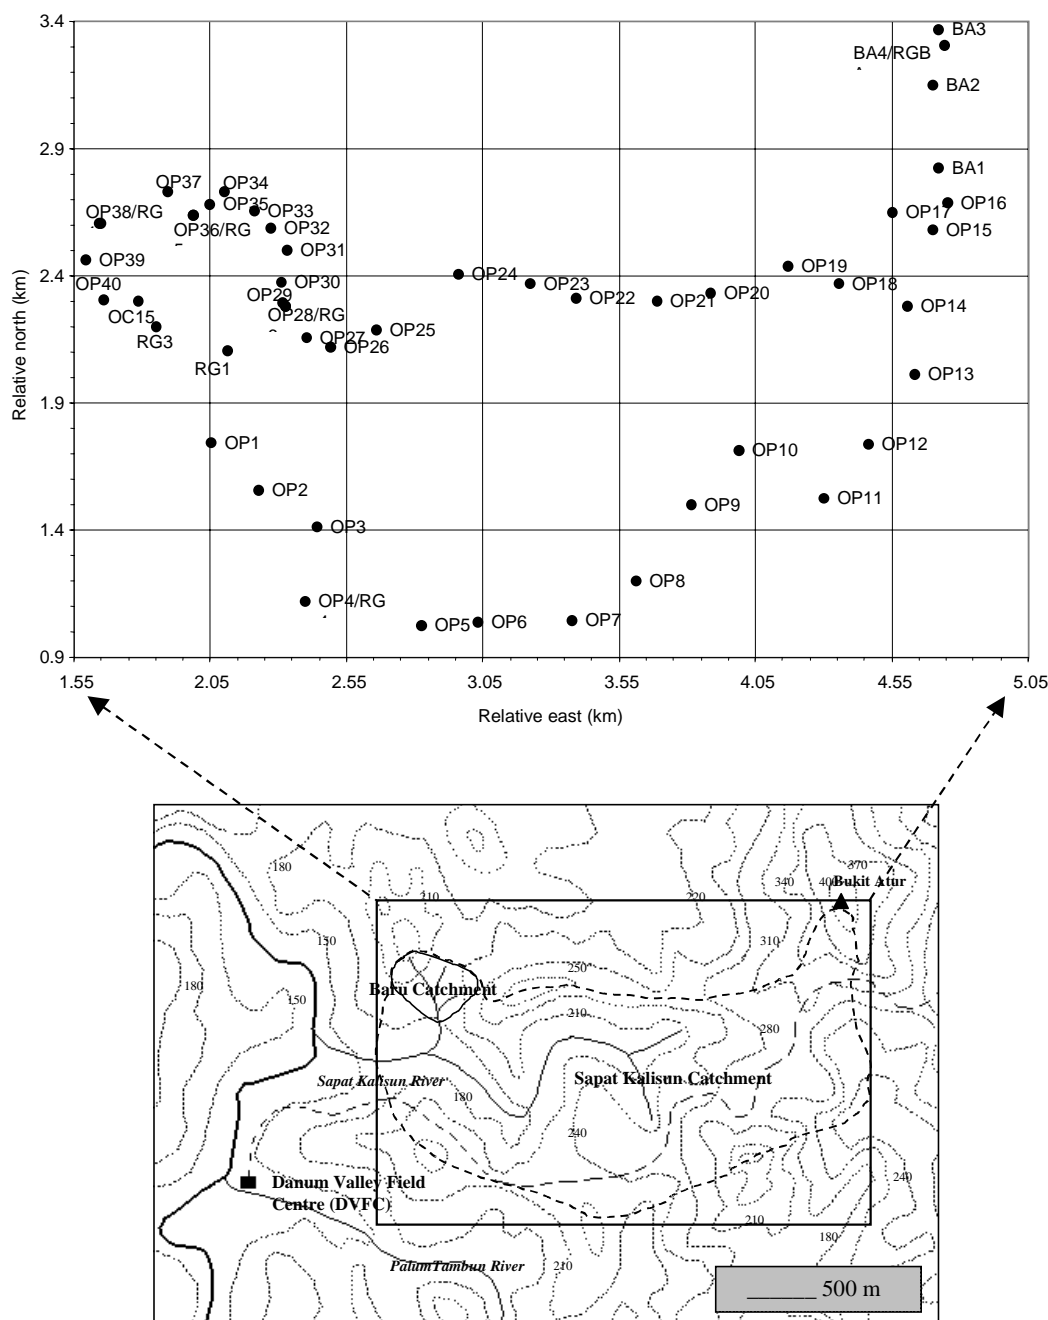 3.4
BA3
BA4/RGB
BA2
2.9
BA1
OP37
OP34
OP38/RG
OP35
OP33
OP36/RG
OP32
OP17
OP16
OP15
OP31
OP39
2.4
OP40
OP30
OP29
OP24
OP23
OP19
OP18
OC15
OP28/RG
OP22
OP21
OP20
OP14
RG3
OP27
OP26
OP25
RG1
OP13
1.9
OP1
OP10
OP12
OP2
OP9
OP11
OP3
1.4
OP8
OP4/RG
OP5
OP6
OP7
0.9
1.55
2.05
2.55
3.05
3.55
4.05
4.55
5.05
Relative north (km)
Relative east (km)
180
210
220
340
400
370
Bukit Atur
150
310
180
150
250
Baru Catchment
210
280
Sapat Kalisun River
180
Sapat Kalisun Catchment
240
Danum Valley Field
Centre (DVFC)
240
210
180
PalumTambun River
210
500 m